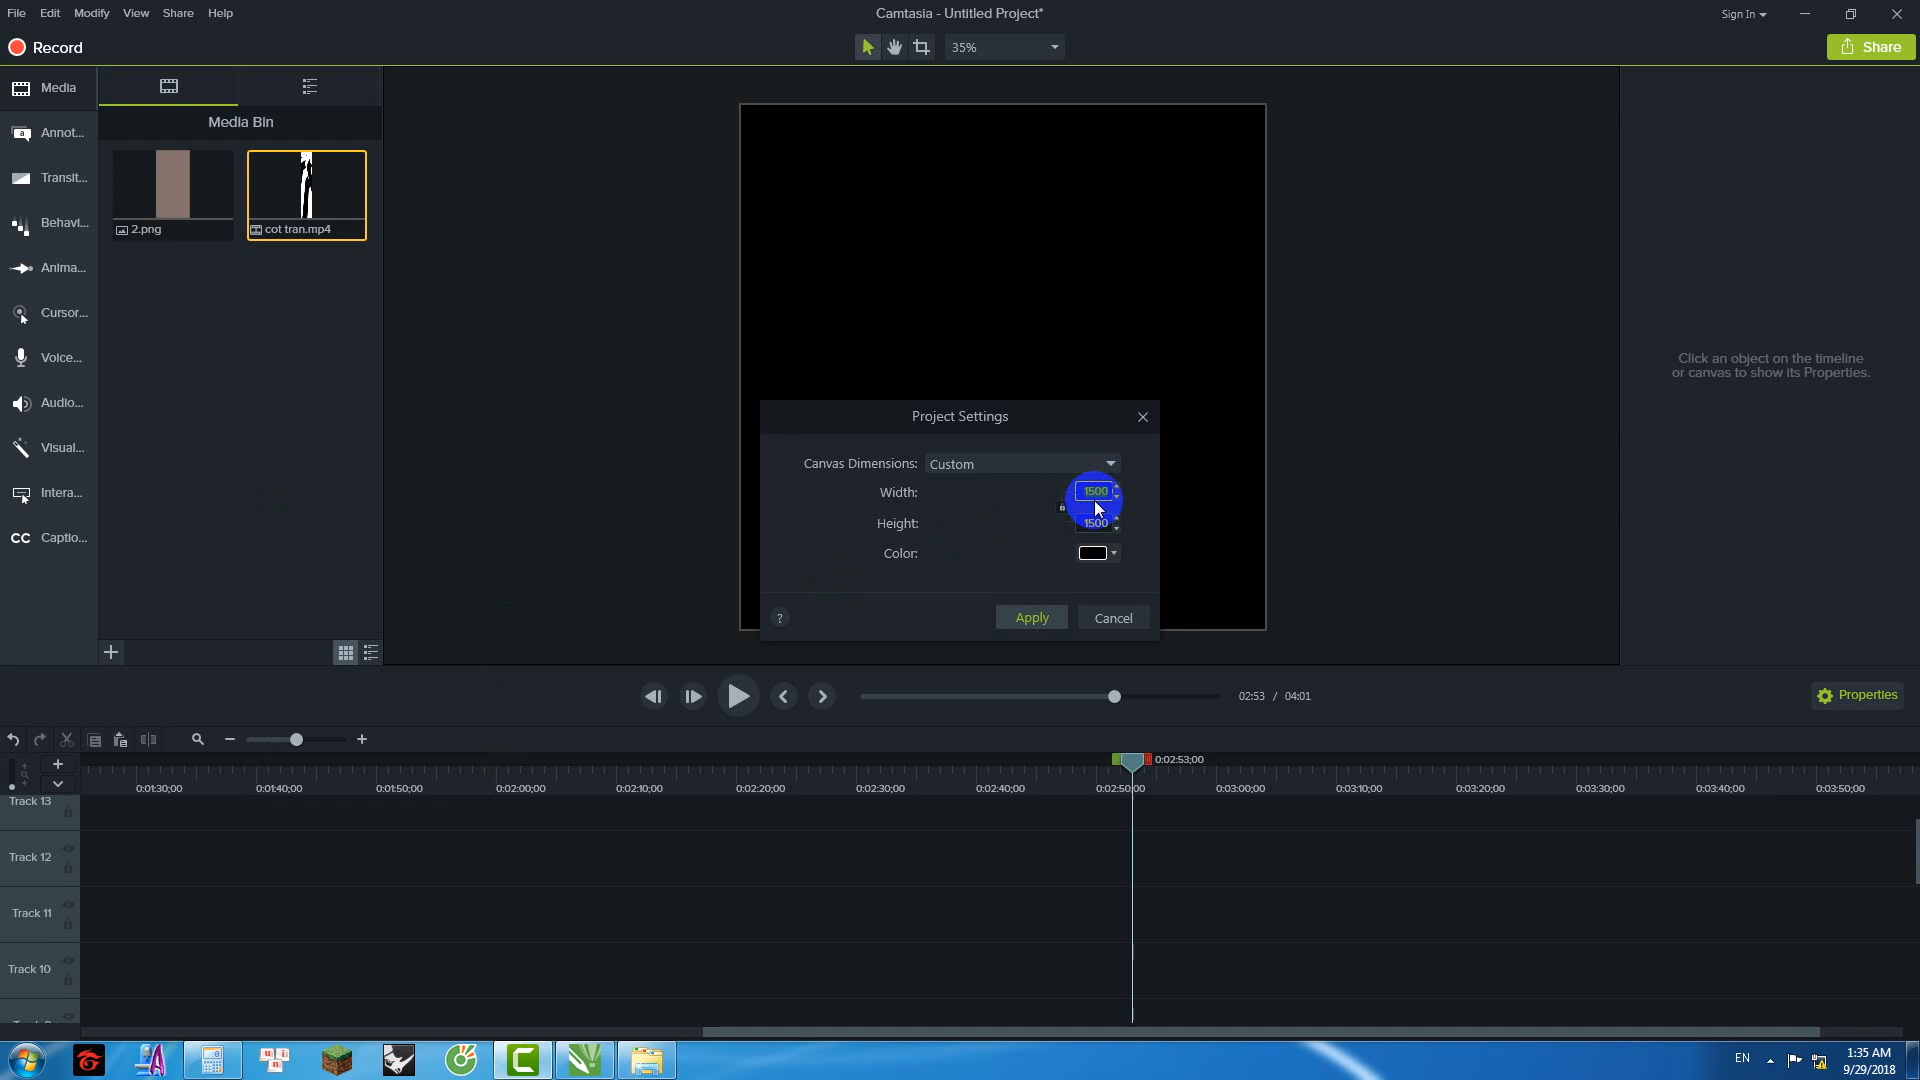 File Edit Modify View Share Help
Camtasia - Untitled Project*
Sign In
Record
35%
Share
Media
Annot...
Transit...
Behavi...
Anima...
Cursor...
Voice...
Audio...
Visual...
Intera...
CC Captio...
Media Bin
2.png
cot tran.mp4
Click an object on the timeline
or canvas to show its Properties.
Project Settings
Canvas Dimensions: Custom
Width: 1500
Height: 1500
Color:
? Apply Cancel
02:53 / 04:01
Properties
0:02:53;00
0:01:30;00 0:01:40;00 0:01:50;00 0:02:00;00 0:02:10;00 0:02:20;00 0:02:30;00 0:02:40;00 0:02:50;00 0:03:00;00 0:03:10;00 0:03:20;00 0:03:30;00 0:03:40;00 0:03:50;00
Track 13
Track 12
Track 11
Track 10
EN
1:35 AM
9/29/2018